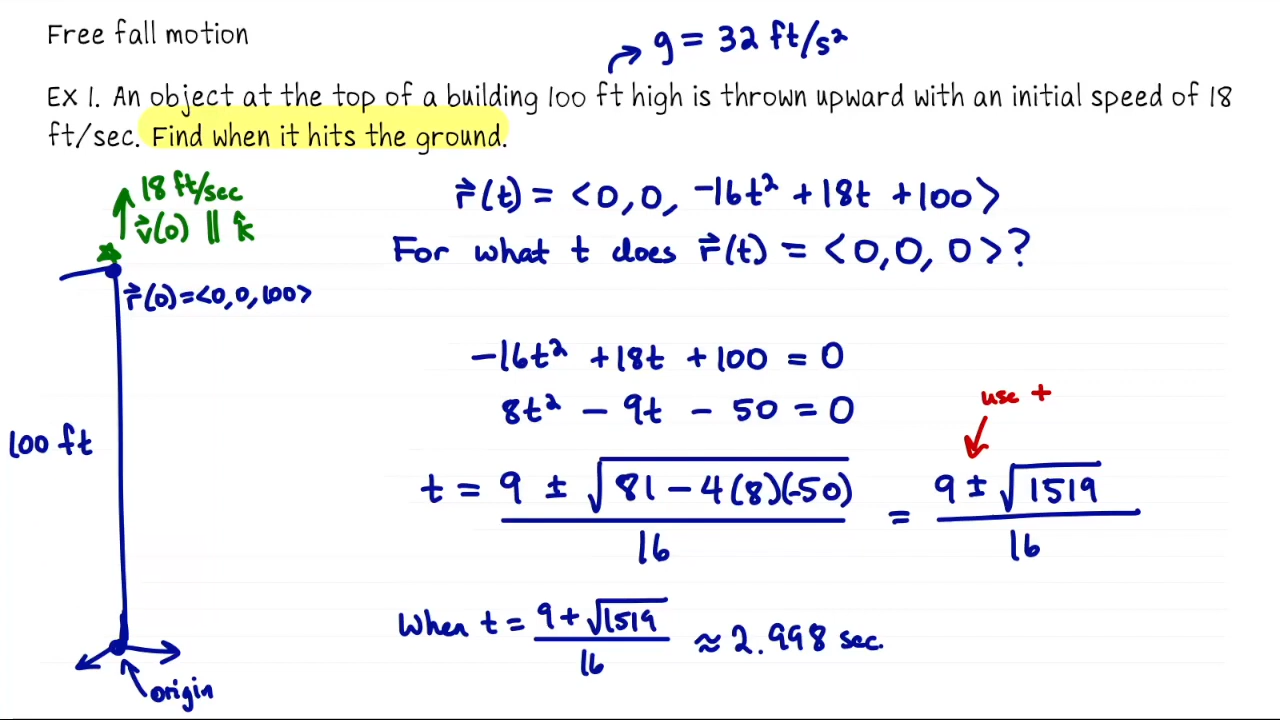 Free fall motion
g = 32 ft/s²
Ex 1. An object at the top of a building 100 ft high is thrown upward with an initial speed of 18
ft/sec. Find when it hits the ground.
18 ft/sec
v⃗(0) ∥ k̂
r⃗(0) = <0, 0, 100>
100 ft
origin
r⃗(t) = <0, 0, -16t² + 18t + 100>
For what t does r⃗(t) = <0, 0, 0>?
-16t² + 18t + 100 = 0
8t² - 9t - 50 = 0
use +
t = (9 ± √(81 - 4(8)(-50))) / 16 = (9 ± √1519) / 16
When t = (9 + √1519) / 16 ≈ 2.998 sec.